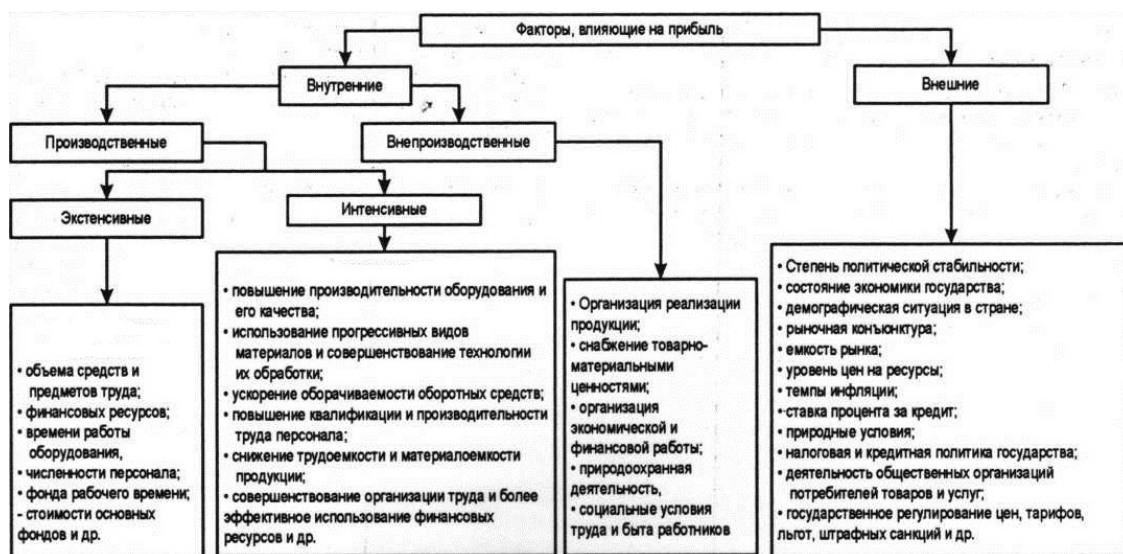 Факторы, влияющие на прибыль
Внутренние
Внешние
Производственные
Внепроизводственные
Экстенсивные
Интенсивные
• объема средств и
предметов труда;
• финансовых ресурсов;
• времени работы
оборудования,
• численности персонала;
• фонда рабочего времени;
- стоимости основных
фондов и др.
• повышение производительности оборудования и
его качества;
• использование прогрессивных видов
материалов и совершенствование технологии
их обработки;
• ускорение оборачиваемости оборотных средств;
• повышение квалификации и производительности
труда персонала;
• снижение трудоемкости и материалоемкости
продукции;
• совершенствование организации труда и более
эффективное использование финансовых
ресурсов и др.
• Организация реализации
продукции;
• снабжение товарно-
материальными
ценностями;
• организация
экономической и
финансовой работы;
• природоохранная
деятельность,
• социальные условия
труда и быта работников
• Степень политической стабильности;
• состояние экономики государства;
• демографическая ситуация в стране;
• рыночная конъюнктура;
• емкость рынка;
• уровень цен на ресурсы;
• темпы инфляции;
• ставка процента за кредит;
• природные условия;
• налоговая и кредитная политика государства;
• деятельность общественных организаций
потребителей товаров и услуг;
• государственное регулирование цен, тарифов,
льгот, штрафных санкций и др.